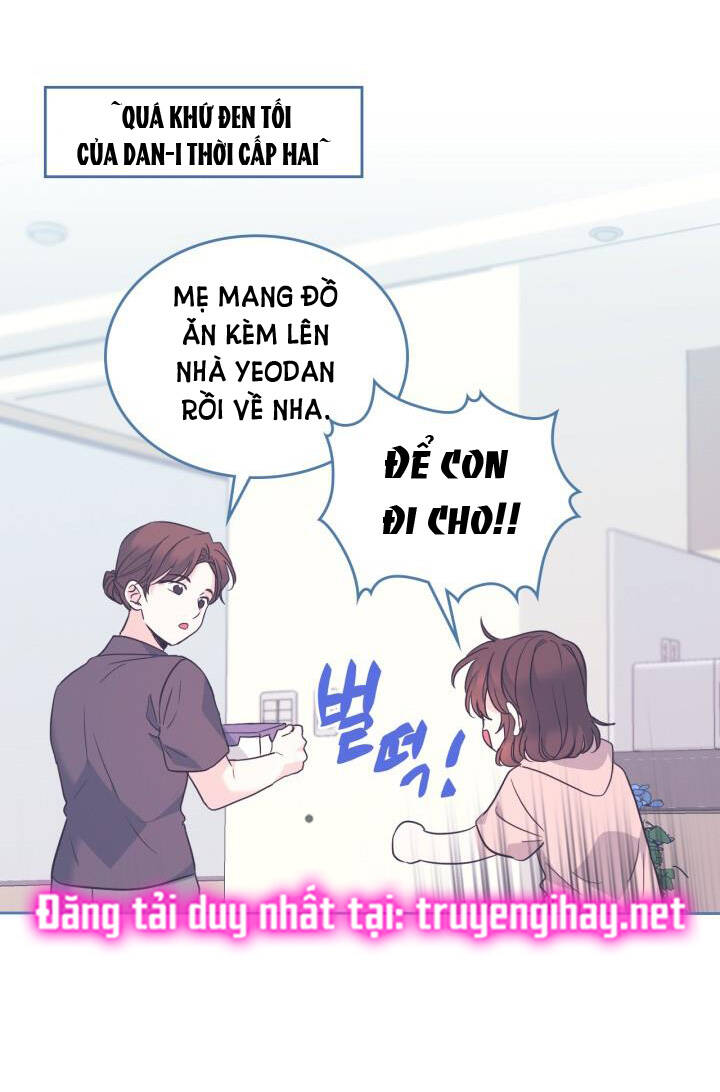 ~QUÁ KHỨ ĐEN TỐI
CỦA DAN-I THỜI CẤP HAI~
MẸ MANG ĐỒ
ĂN KÈM LÊN
NHÀ YEODAN
RỒI VỀ NHA.
ĐỂ CON
ĐI CHO!!
벌떡!
Đăng tải duy nhất tại: truyengihay.net